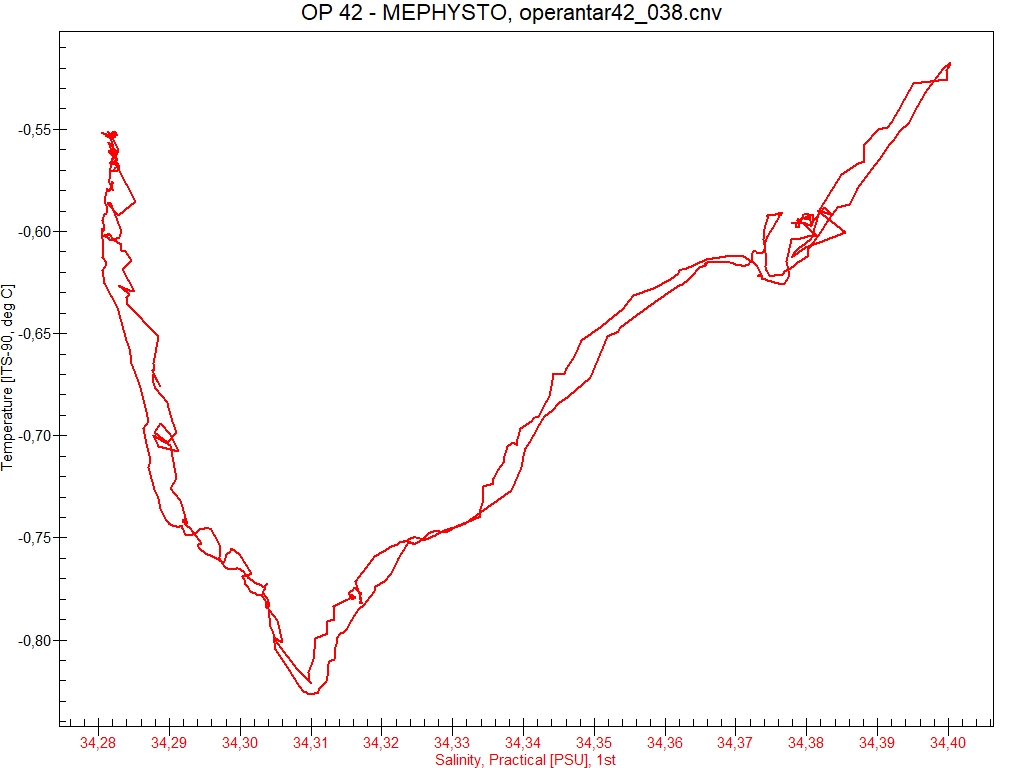 OP 42 - MEPHYSTO, operantar42_038.cnv
Temperature [ITS-90, deg C]
-0,55
-0,60
-0,65
-0,70
-0,75
-0,80
34,28 34,29 34,30 34,31 34,32 34,33 34,34 34,35 34,36 34,37 34,38 34,39 34,40
Salinity, Practical [PSU], 1st